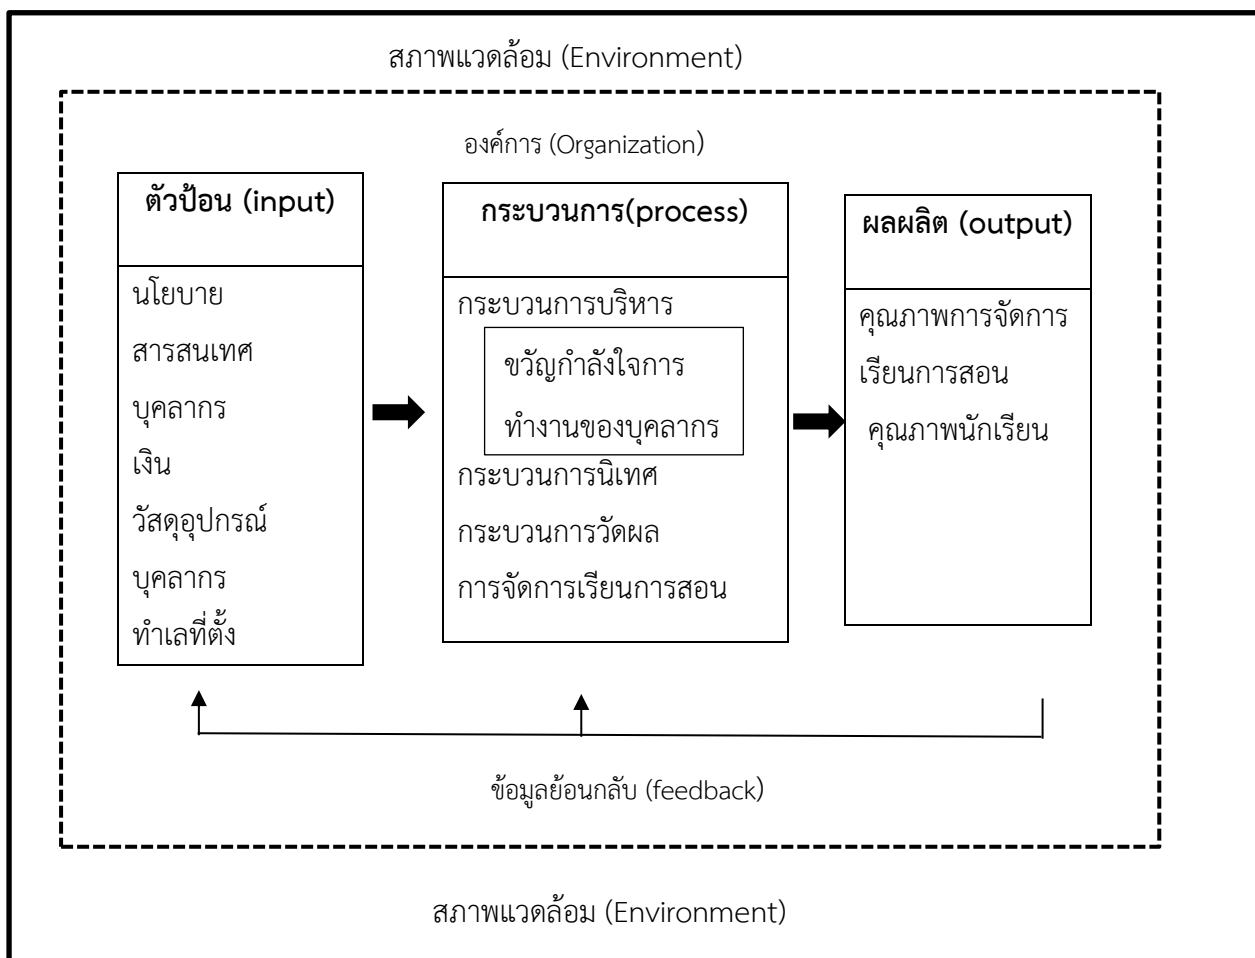 สภาพแวดล้อม (Environment)
องค์การ (Organization)
ตัวป้อน (input)
นโยบาย
สารสนเทศ
บุคลากร
เงิน
วัสดุอุปกรณ์
บุคลากร
ทำเลที่ตั้ง
กระบวนการ(process)
กระบวนการบริหาร
ขวัญกำลังใจการ
ทำงานของบุคลากร
กระบวนการนิเทศ
กระบวนการวัดผล
การจัดการเรียนการสอน
ผลผลิต (output)
คุณภาพการจัดการ
เรียนการสอน
คุณภาพนักเรียน
ข้อมูลย้อนกลับ (feedback)
สภาพแวดล้อม (Environment)